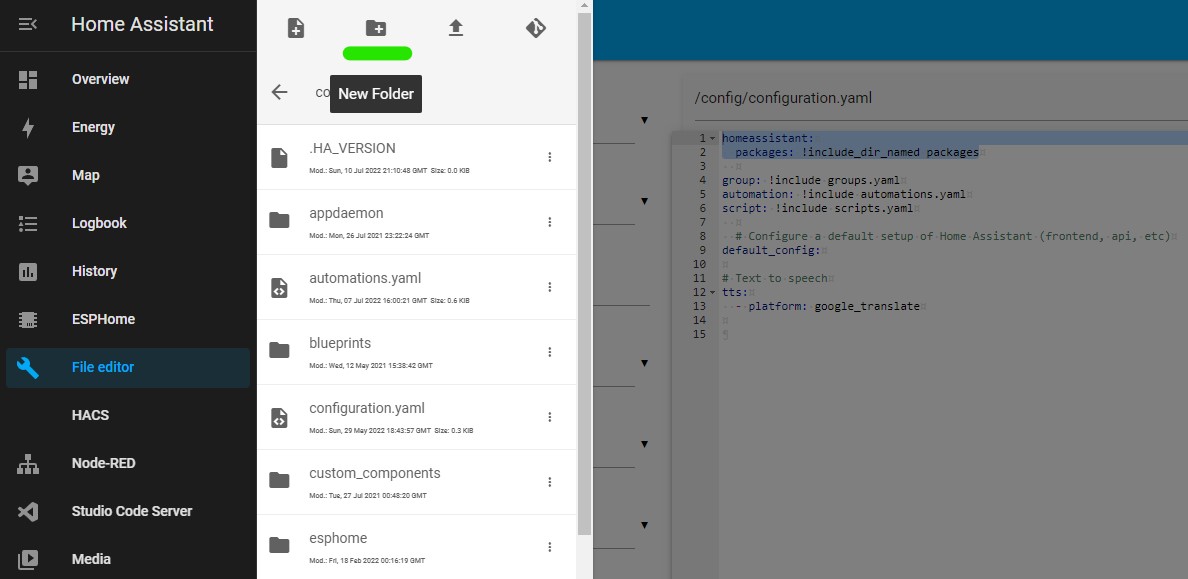 Home Assistant
Overview
Energy
Map
Logbook
History
ESPHome
File editor
HACS
Node-RED
Studio Code Server
Media
New Folder
.HA_VERSION
Mod.: Sun, 10 Jul 2022 21:10:48 GMT Size: 0.0 KiB
appdaemon
Mod.: Mon, 26 Jul 2021 23:22:24 GMT
automations.yaml
Mod.: Thu, 07 Jul 2022 16:00:21 GMT Size: 0.6 KiB
blueprints
Mod.: Wed, 12 May 2021 15:38:42 GMT
configuration.yaml
Mod.: Sun, 29 May 2022 18:43:57 GMT Size: 0.3 KiB
custom_components
Mod.: Tue, 27 Jul 2021 00:48:20 GMT
esphome
Mod.: Fri, 18 Feb 2022 00:16:19 GMT
/config/configuration.yaml
1 homeassistant:
2 packages: !include_dir_named packages
3
4 group: !include groups.yaml
5 automation: !include automations.yaml
6 script: !include scripts.yaml
7
8 # Configure a default setup of Home Assistant (frontend, api, etc)
9 default_config:
10
11 # Text to speech
12 tts:
13 - platform: google_translate
14
15